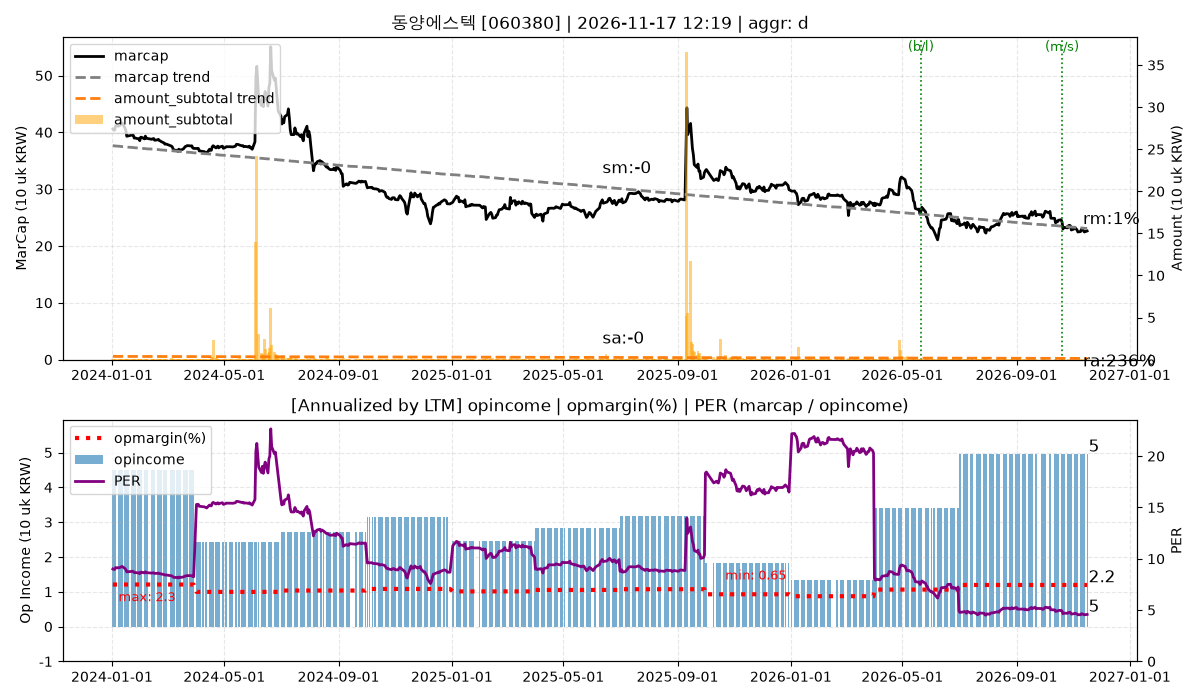 동양에스텍 [060380] | 2026-11-17 12:19 | aggr: d
marcap
marcap trend
amount_subtotal trend
amount_subtotal
(b/l)
(m/s)
sm:-0
rm:1%
sa:-0
ra:236%
MarCap (10 uk KRW)
50
40
30
20
10
0
Amount (10 uk KRW)
35
30
25
20
15
10
5
0
2024-01-01
2024-05-01
2024-09-01
2025-01-01
2025-05-01
2025-09-01
2026-01-01
2026-05-01
2026-09-01
2027-01-01
[Annualized by LTM] opincome | opmargin(%) | PER (marcap / opincome)
opmargin(%)
opincome
PER
max: 2.3
min: 0.65
5
2.2
5
Op Income (10 uk KRW)
5
4
3
2
1
0
-1
PER
20
15
10
5
0
2024-01-01
2024-05-01
2024-09-01
2025-01-01
2025-05-01
2025-09-01
2026-01-01
2026-05-01
2026-09-01
2027-01-01